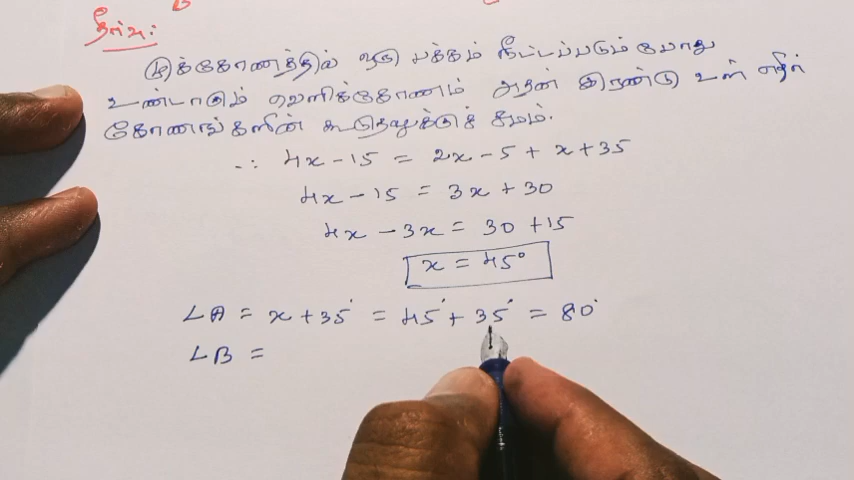 தீர்வு:
முக்கோணத்தில் ஒரு பக்கம் நீட்டப்படும் போது
உண்டாகும் வெளிக்கோணம் அதன் இரண்டு உள் எதிர்
கோணங்களின் கூடுதலுக்குச் சமம்.
∴ 4x - 15 = 2x - 5 + x + 35
4x - 15 = 3x + 30
4x - 3x = 30 + 15
x = 45°
∠A = x + 35° = 45° + 35° = 80°
∠B =